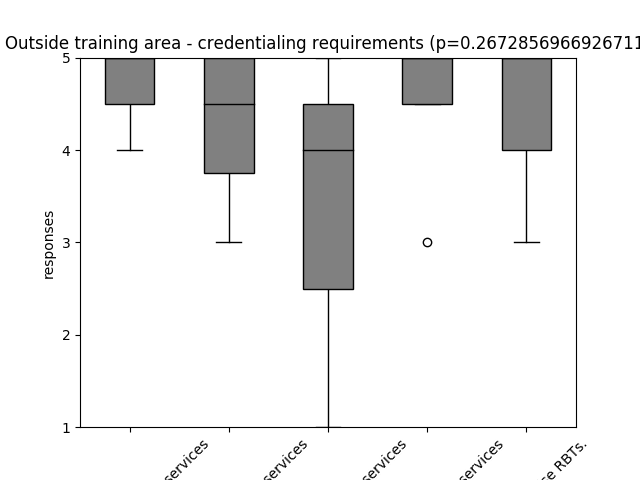 Outside training area - credentialing requirements (p=0.2672856966926711
5
4
3
2
1
responses
services
services
services
services
RBTs.